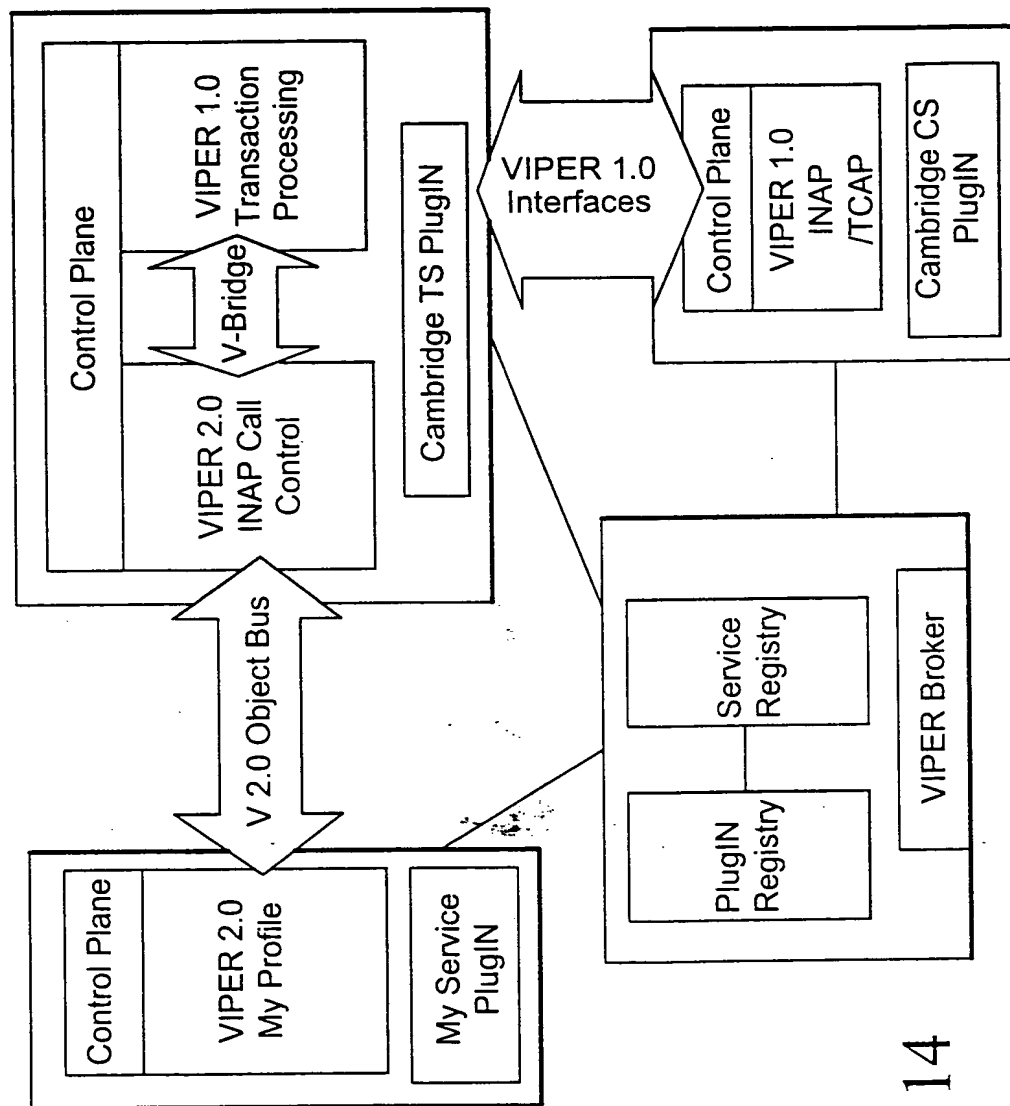 Control Plane
VIPER 2.0
My Profile
My Service
PlugIN
V 2.0 Object Bus
Control Plane
VIPER 2.0
INAP Call
Control
V-Bridge
VIPER 1.0
Transaction
Processing
Cambridge TS PlugIN
VIPER 1.0
Interfaces
Control Plane
VIPER 1.0
INAP
/TCAP
Cambridge CS
PlugIN
PlugIN
Registry
Service
Registry
VIPER Broker
14